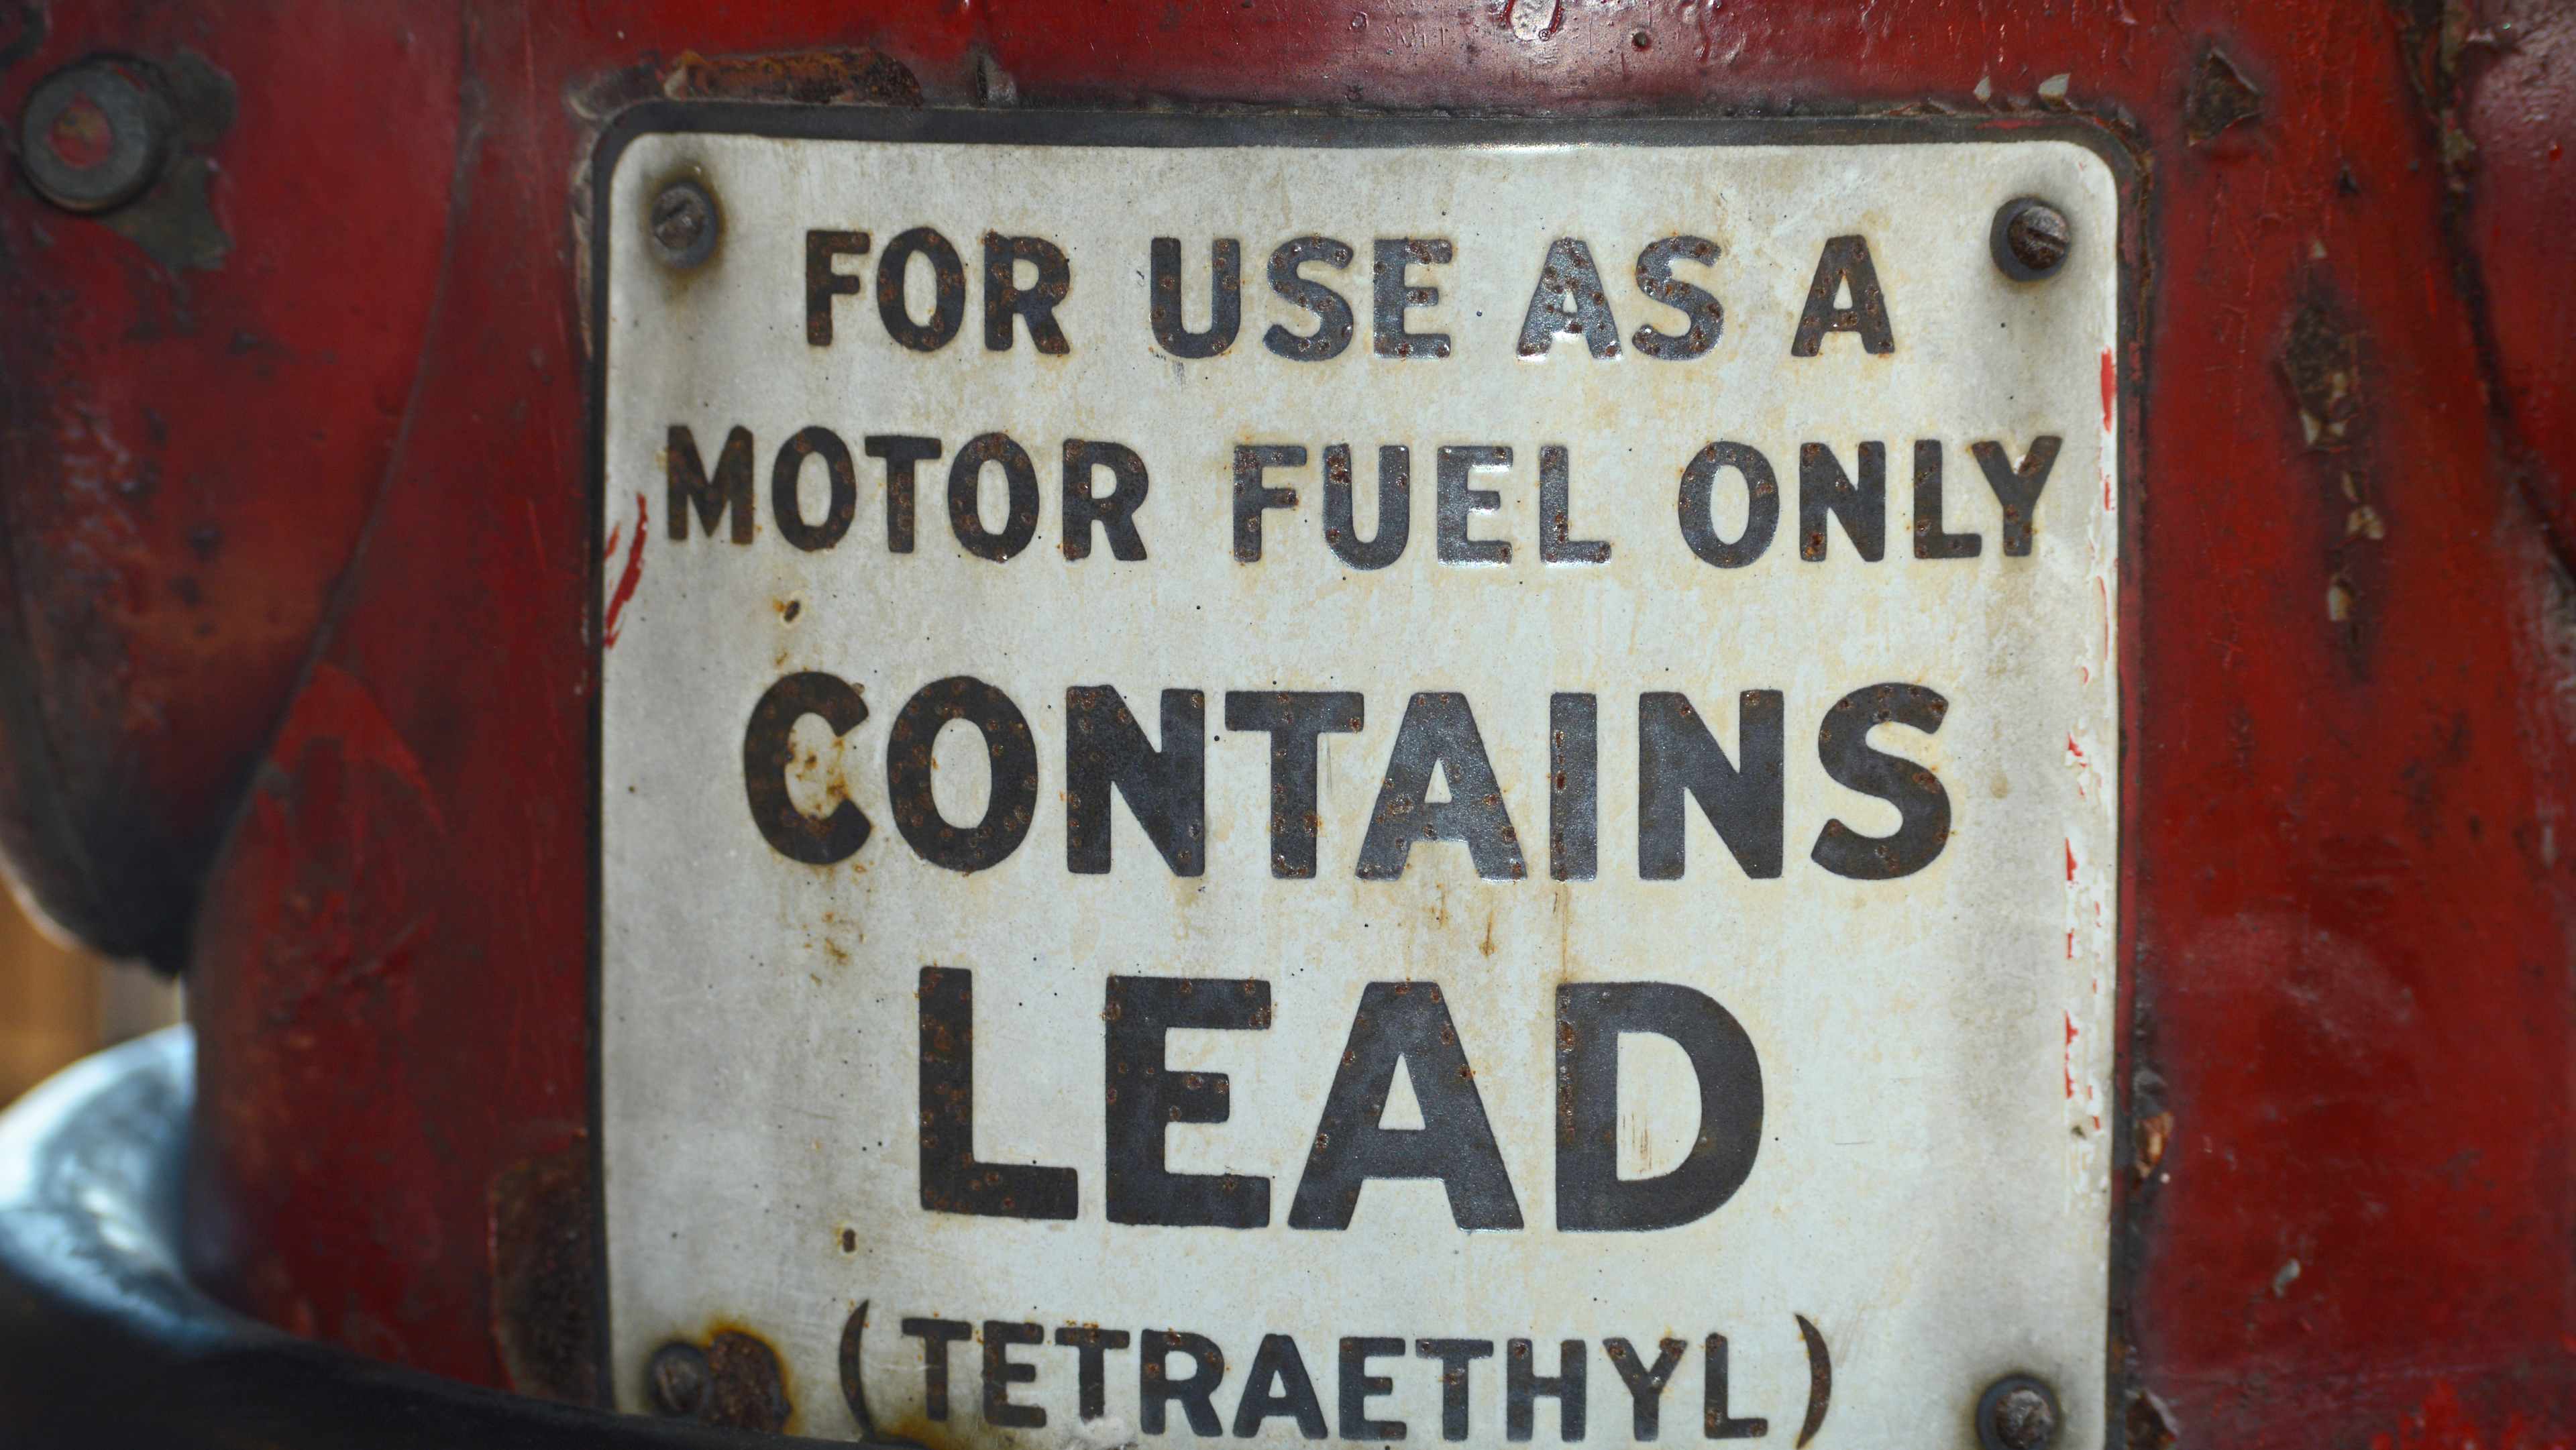 FOR USE AS A
MOTOR FUEL ONLY
CONTAINS
LEAD
(TETRAETHYL)